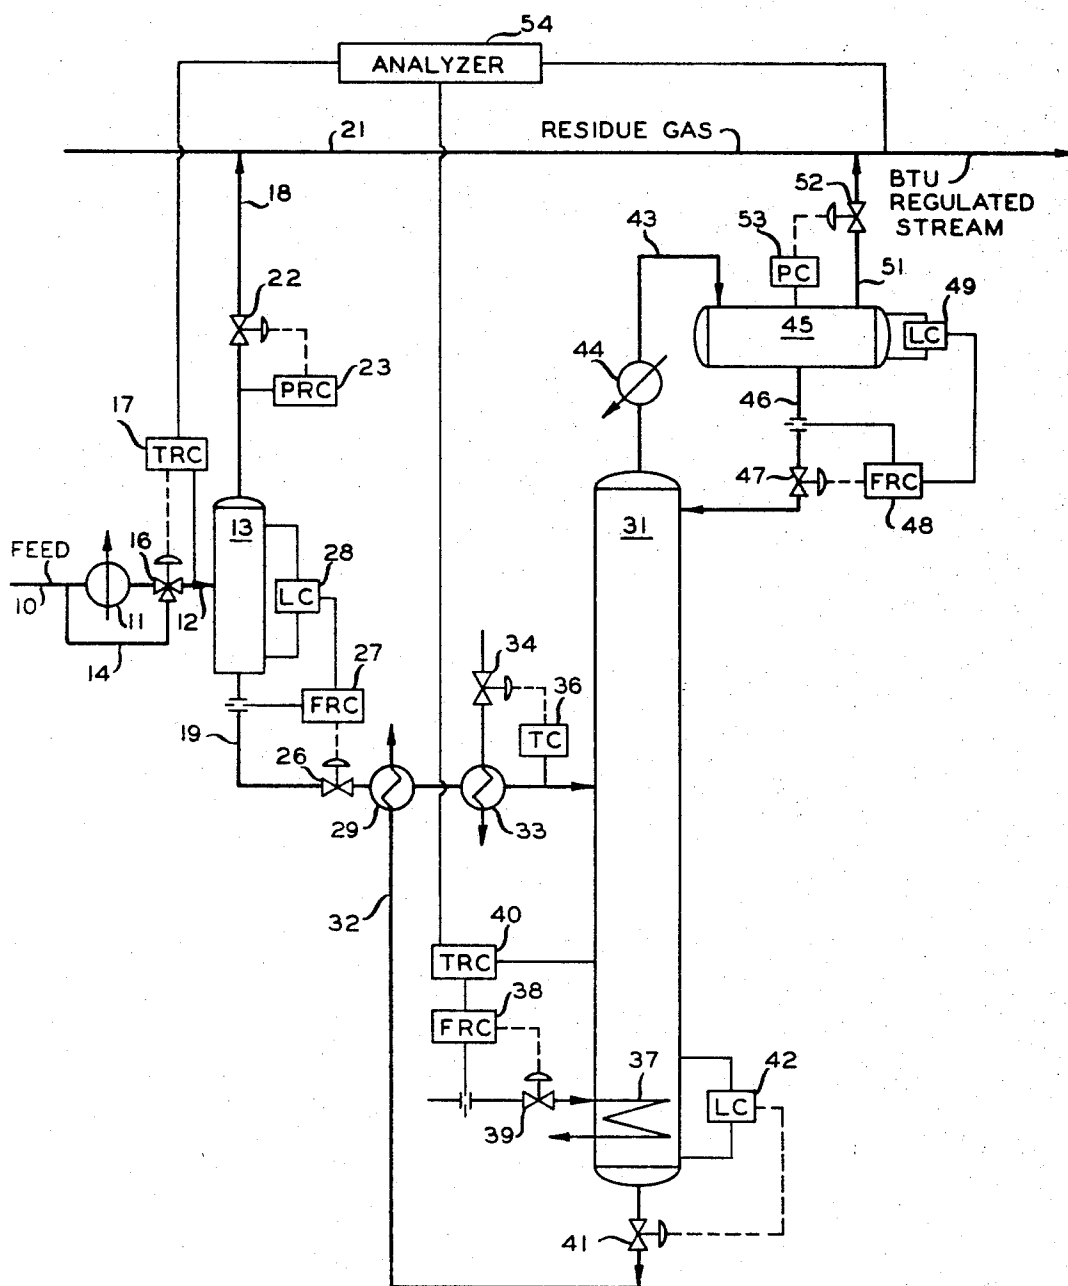 54
ANALYZER
21
RESIDUE GAS
18
52
BTU
REGULATED
STREAM
43
53
PC
51
22
49
45
LC
44
23
PRC
46
17
TRC
47
FRC
48
13
31
FEED
16
28
LC
10
11
12
14
34
27
36
FRC
TC
19
26
29
33
32
40
TRC
38
FRC
37
42
LC
39
41